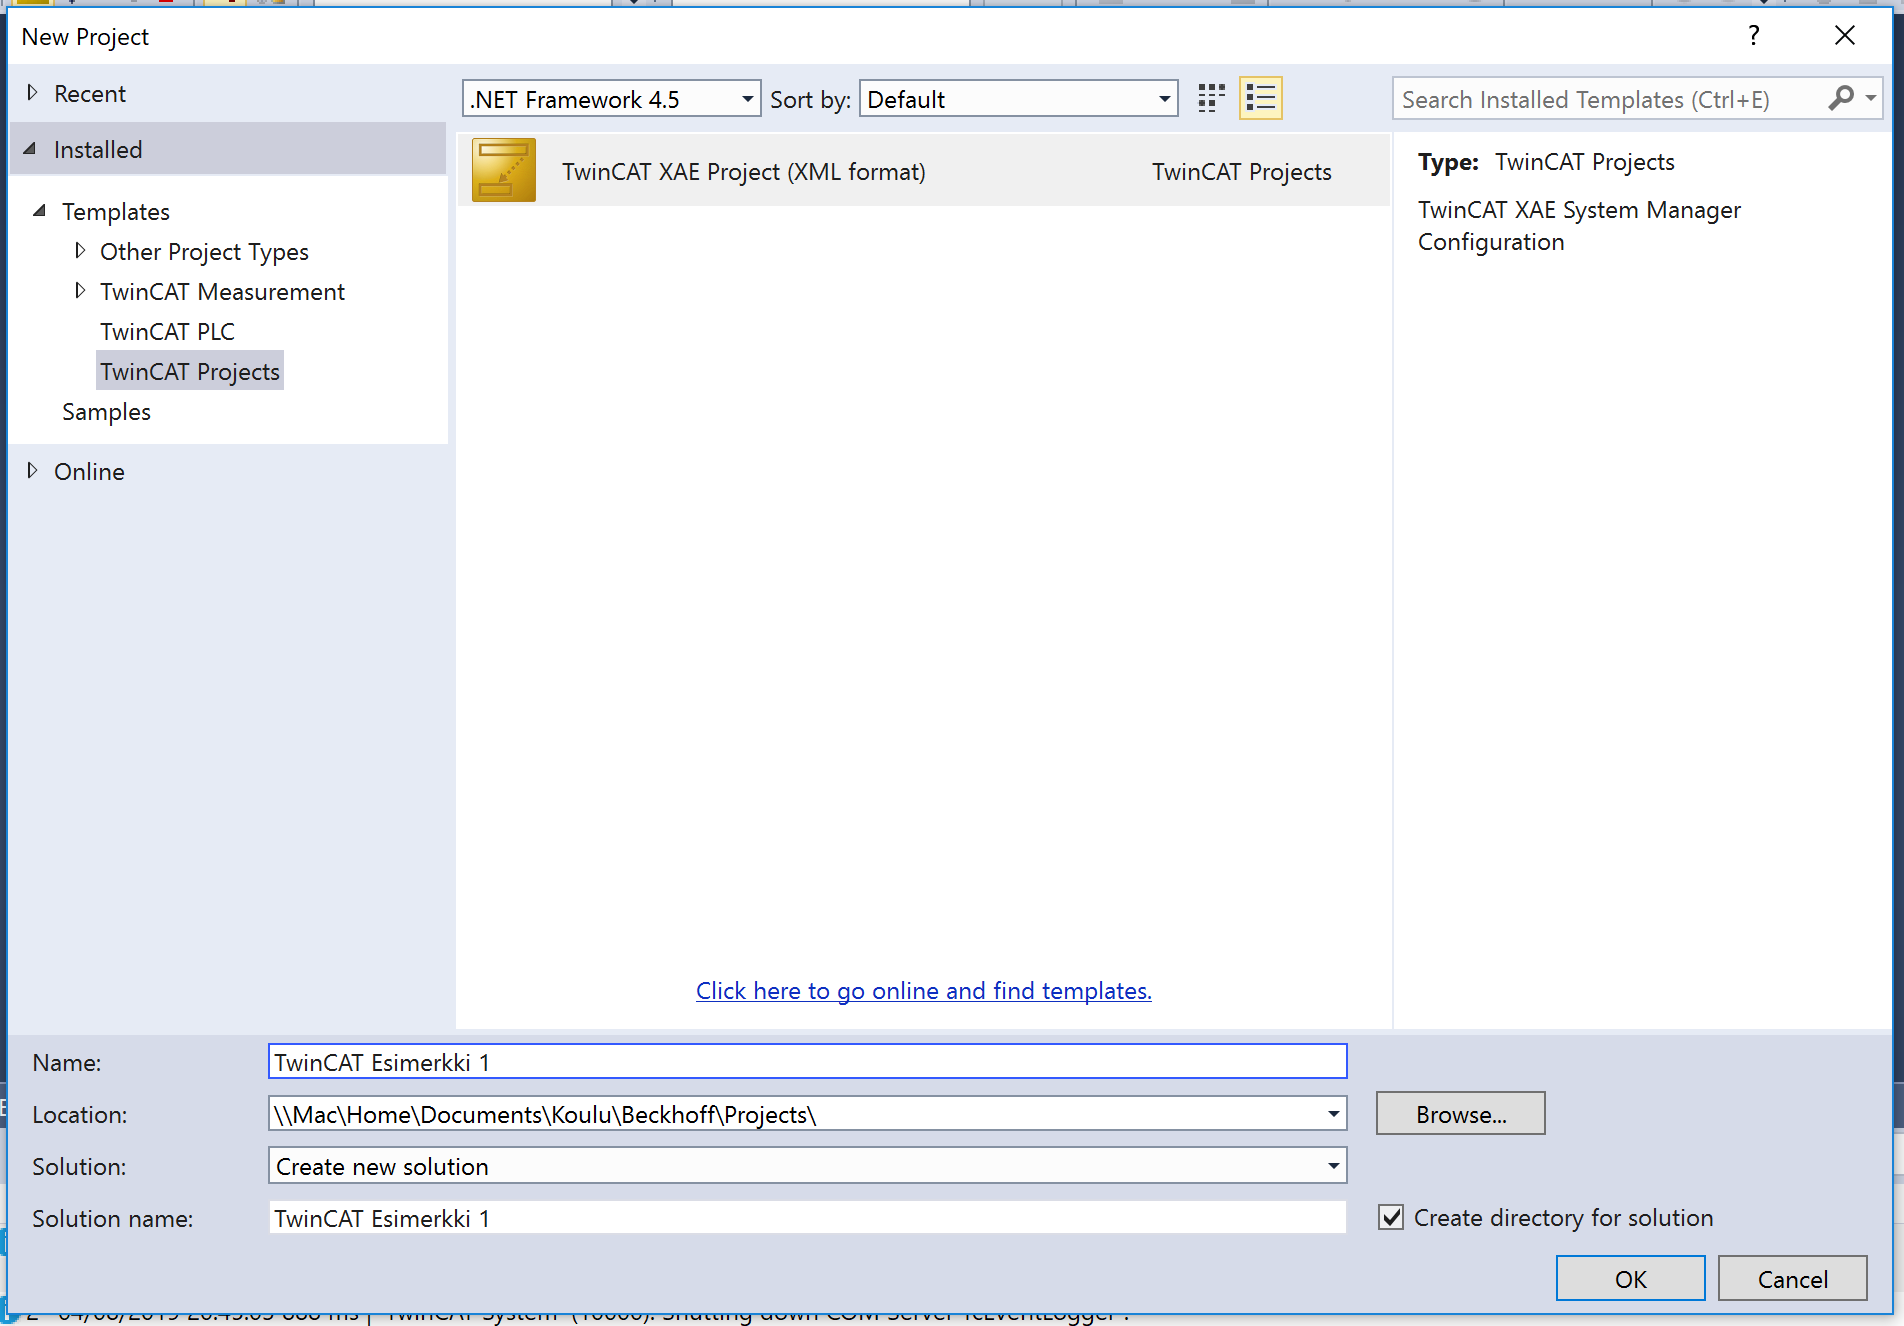 New Project
?
Recent
Installed
Templates
Other Project Types
TwinCAT Measurement
TwinCAT PLC
TwinCAT Projects
Samples
Online
.NET Framework 4.5
Sort by:
Default
Search Installed Templates (Ctrl+E)
TwinCAT XAE Project (XML format)
TwinCAT Projects
Type: TwinCAT Projects
TwinCAT XAE System Manager
Configuration
Click here to go online and find templates.
Name:
TwinCAT Esimerkki 1
Location:
\\Mac\Home\Documents\Koulu\Beckhoff\Projects\
Browse...
Solution:
Create new solution
Solution name:
TwinCAT Esimerkki 1
Create directory for solution
OK
Cancel